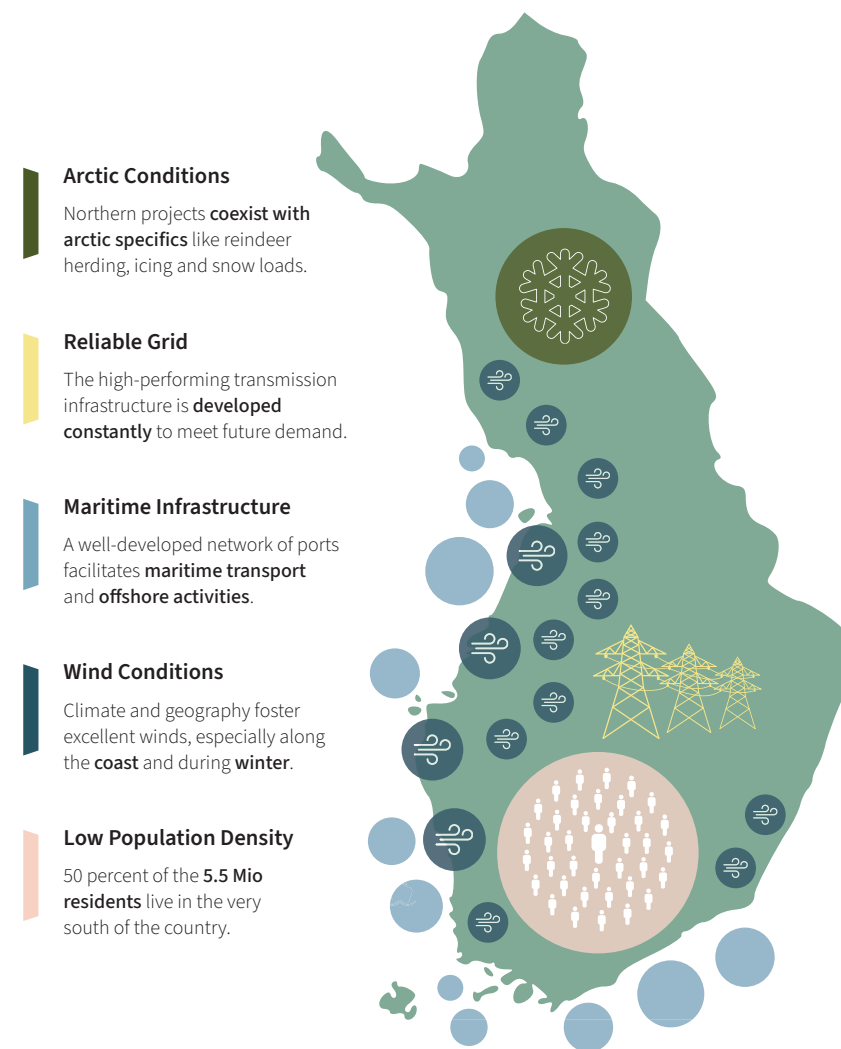 Arctic Conditions
Northern projects coexist with
arctic specifics like reindeer
herding, icing and snow loads.
Reliable Grid
The high-performing transmission
infrastructure is developed
constantly to meet future demand.
Maritime Infrastructure
A well-developed network of ports
facilitates maritime transport
and offshore activities.
Wind Conditions
Climate and geography foster
excellent winds, especially along
the coast and during winter.
Low Population Density
50 percent of the 5.5 Mio
residents live in the very
south of the country.